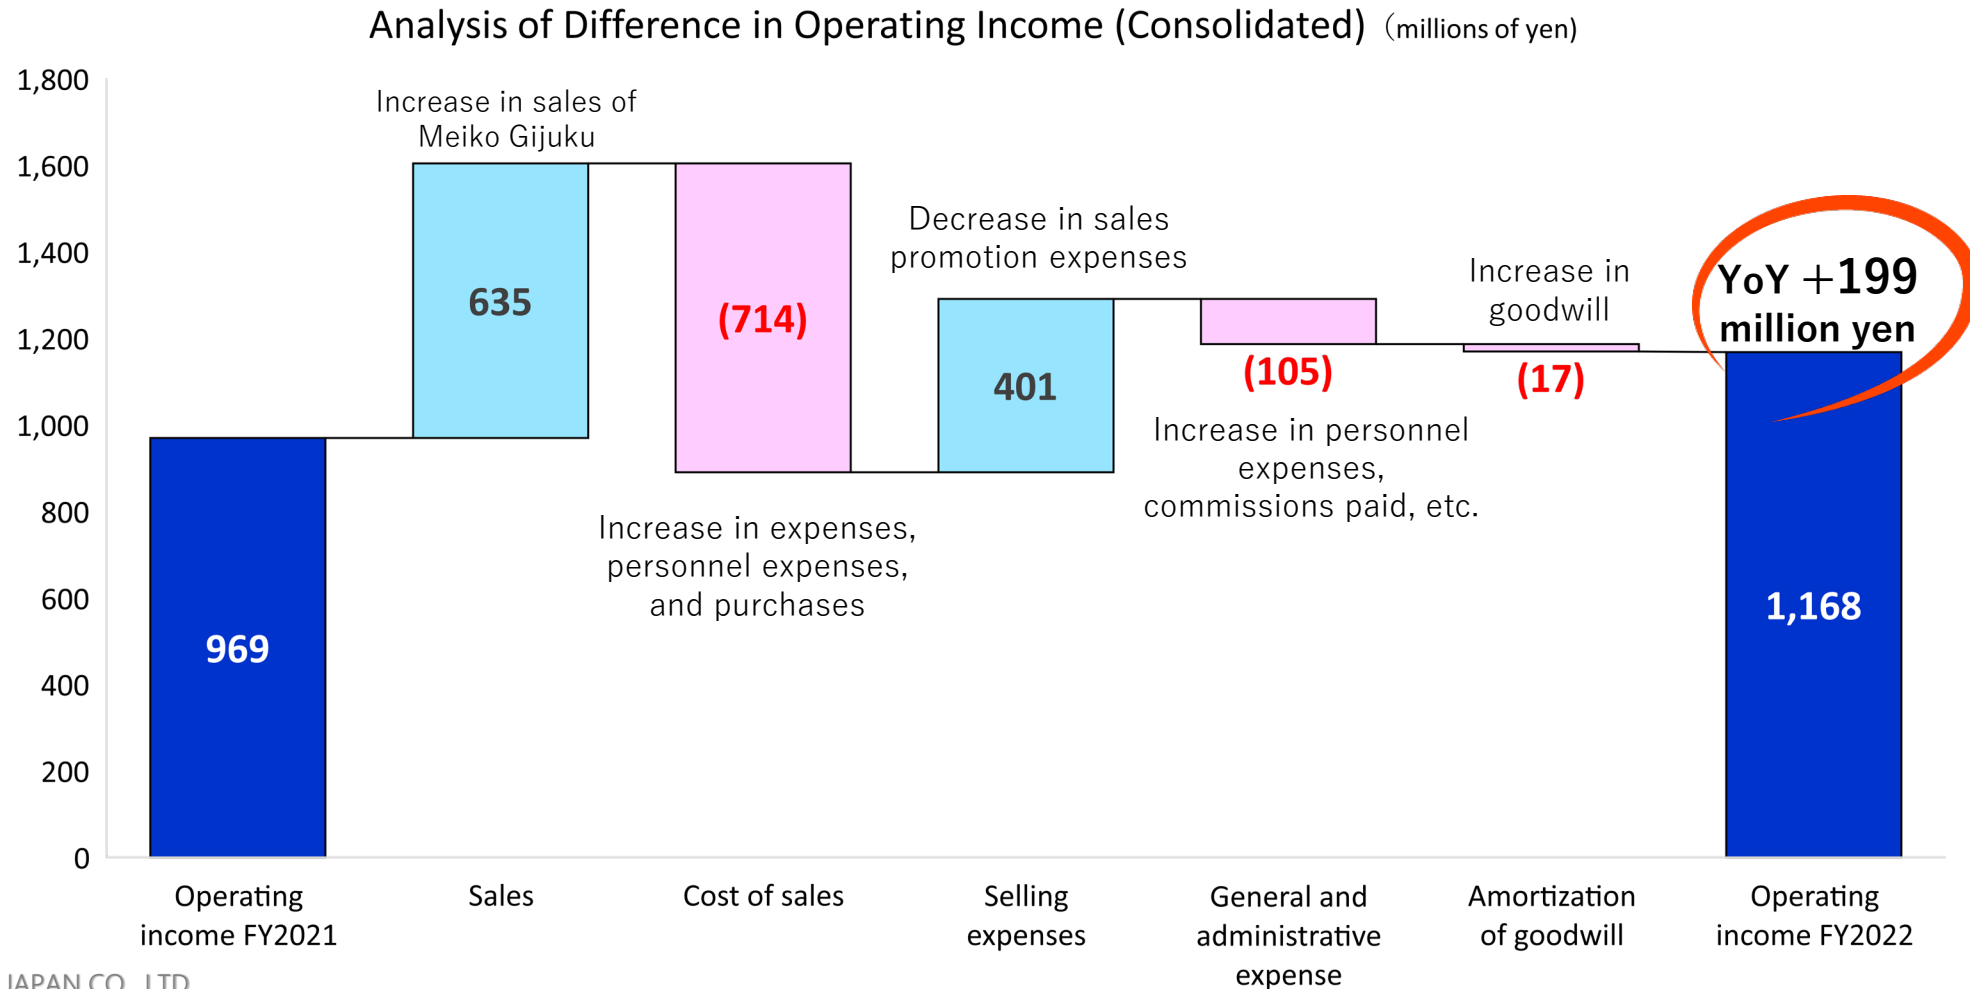 Analysis of Difference in Operating Income (Consolidated) （millions of yen)
1,800
1,600
1,400
1,200
1,000
800
600
400
200
0
Increase in sales of
Meiko Gijuku
635
(714)
Increase in expenses,
personnel expenses,
and purchases
Decrease in sales
promotion expenses
401
(105)
Increase in personnel
expenses,
commissions paid, etc.
Increase in
goodwill
(17)
YoY +199
million yen
969
1,168
Operating
income FY2021
Sales
Cost of sales
Selling
expenses
General and
administrative
expense
Amortization
of goodwill
Operating
income FY2022
JAPAN CO., LTD